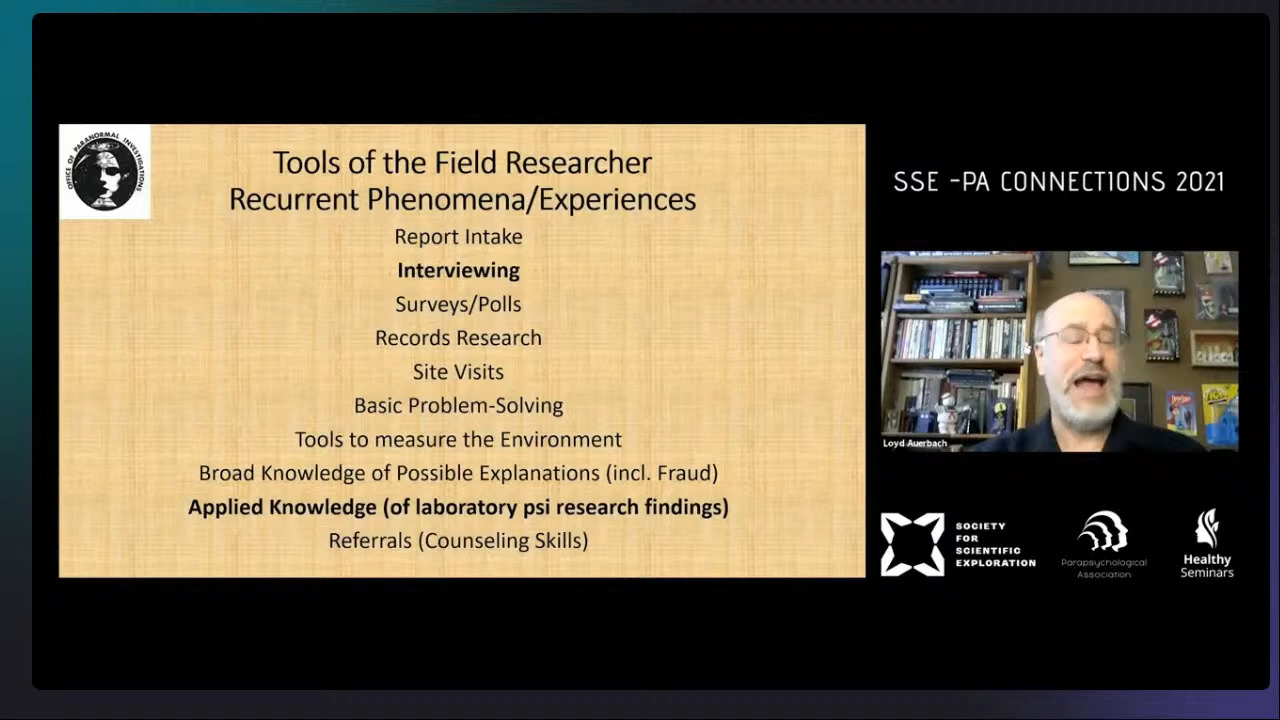 OFFICE OF PARANORMAL INVESTIGATIONS
Tools of the Field Researcher
Recurrent Phenomena/Experiences
Report Intake
Interviewing
Surveys/Polls
Records Research
Site Visits
Basic Problem-Solving
Tools to measure the Environment
Broad Knowledge of Possible Explanations (incl. Fraud)
Applied Knowledge (of laboratory psi research findings)
Referrals (Counseling Skills)
SSE -PA CONNECTIONS 2021
Loyd Auerbach
SOCIETY
FOR
SCIENTIFIC
EXPLORATION
Parapsychological
Association
Healthy
Seminars